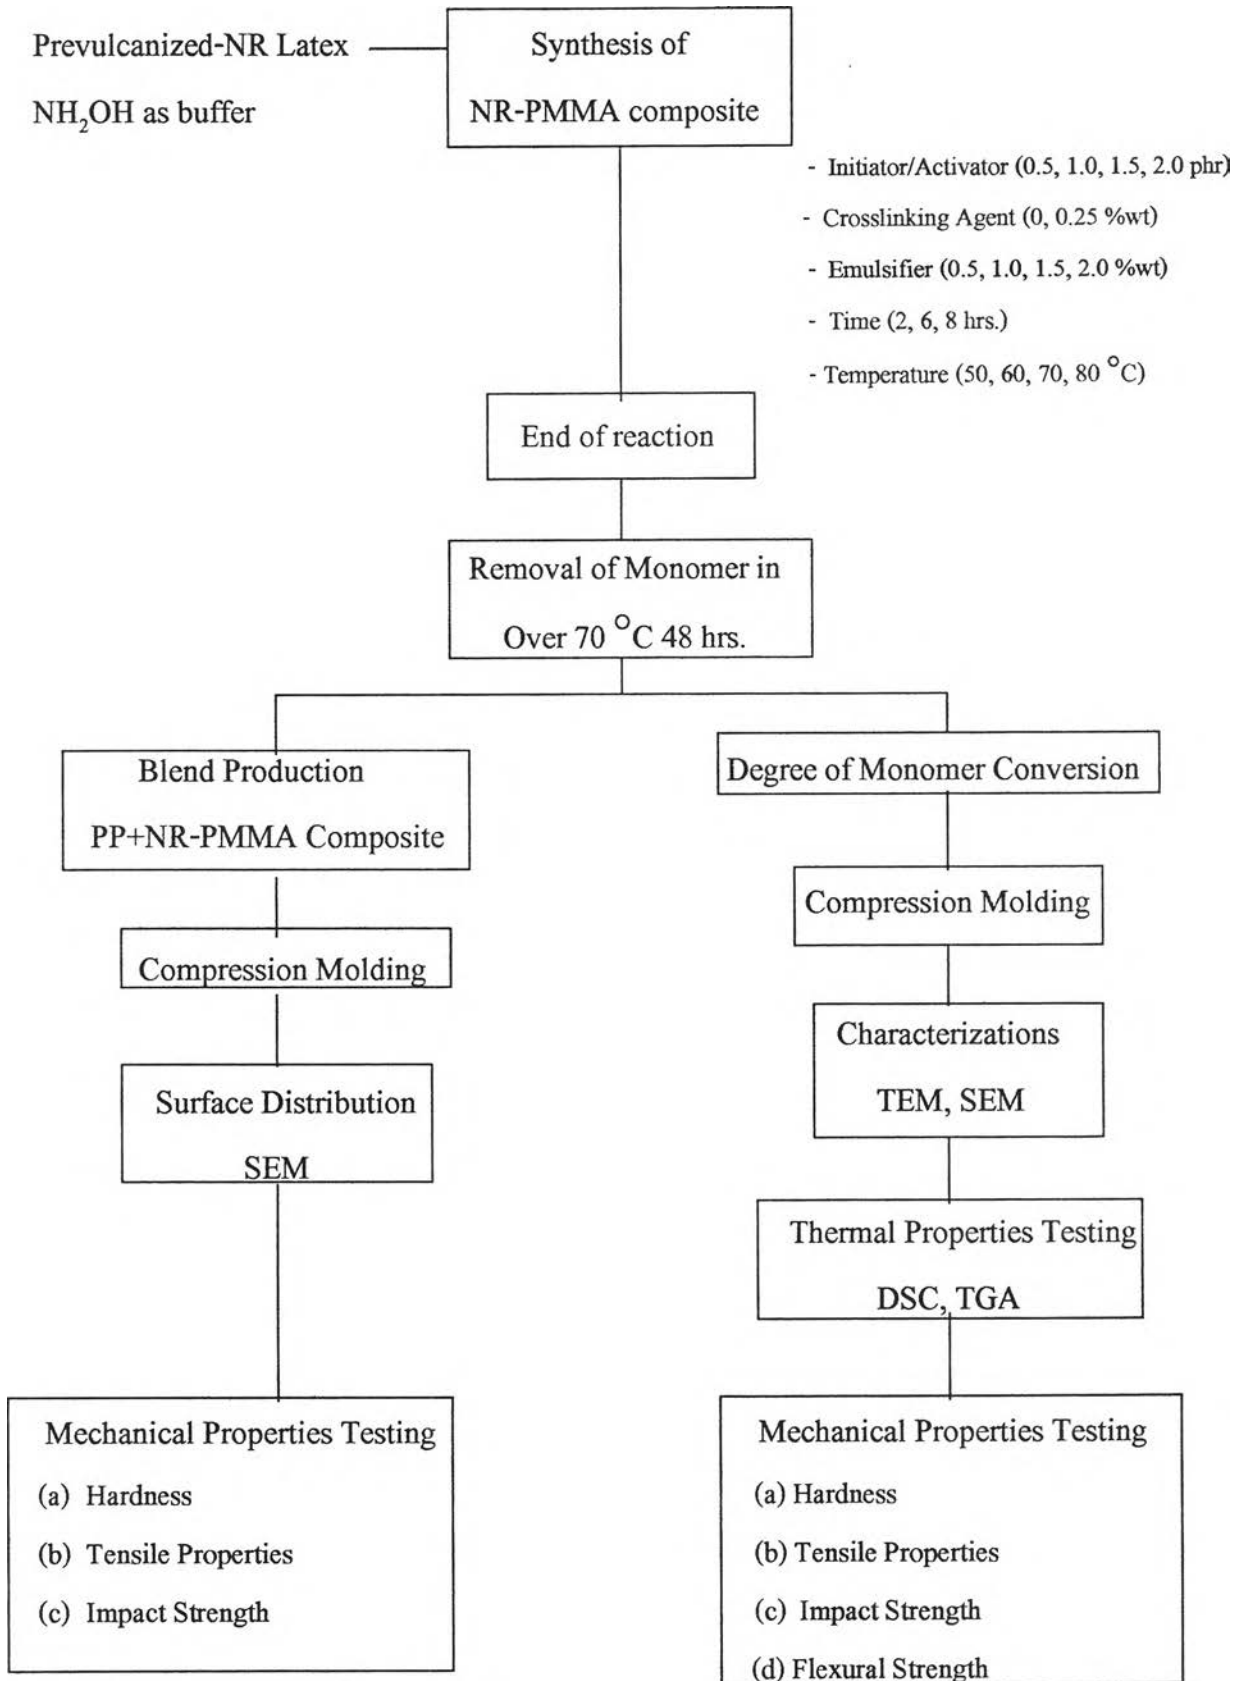 Prevulcanized-NR Latex
NH₂OH as buffer
Synthesis of
NR-PMMA composite
- Initiator/Activator (0.5, 1.0, 1.5, 2.0 phr)
- Crosslinking Agent (0, 0.25 %wt)
- Emulsifier (0.5, 1.0, 1.5, 2.0 %wt)
- Time (2, 6, 8 hrs.)
- Temperature (50, 60, 70, 80 °C)
End of reaction
Removal of Monomer in
Over 70 °C 48 hrs.
Blend Production
PP+NR-PMMA Composite
Compression Molding
Surface Distribution
SEM
Mechanical Properties Testing
(a) Hardness
(b) Tensile Properties
(c) Impact Strength
Degree of Monomer Conversion
Compression Molding
Characterizations
TEM, SEM
Thermal Properties Testing
DSC, TGA
Mechanical Properties Testing
(a) Hardness
(b) Tensile Properties
(c) Impact Strength
(d) Flexural Strength